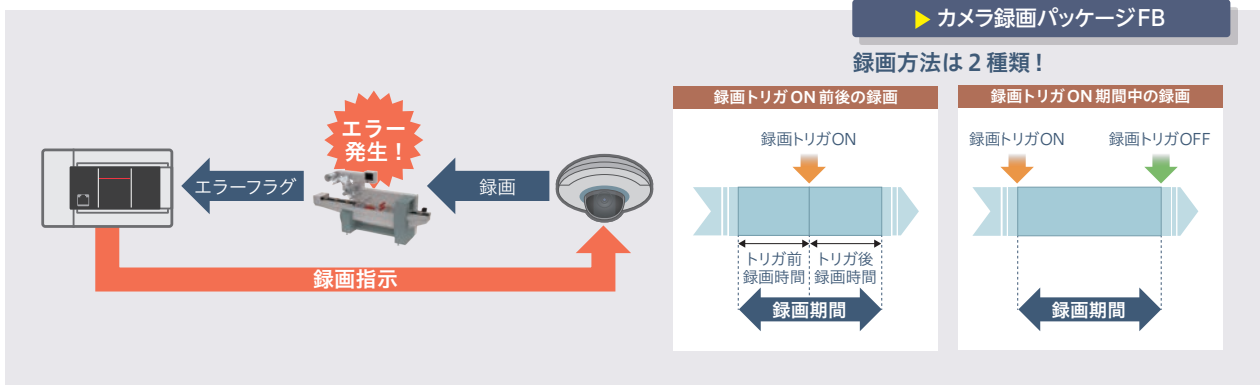 カメラ録画パッケージFB
録画方法は2種類！
エラー
発生！
エラーフラグ
録画
録画指示
録画トリガON前後の録画
録画トリガON
トリガ前
録画時間
トリガ後
録画時間
録画期間
録画トリガON期間中の録画
録画トリガON
録画トリガOFF
録画期間